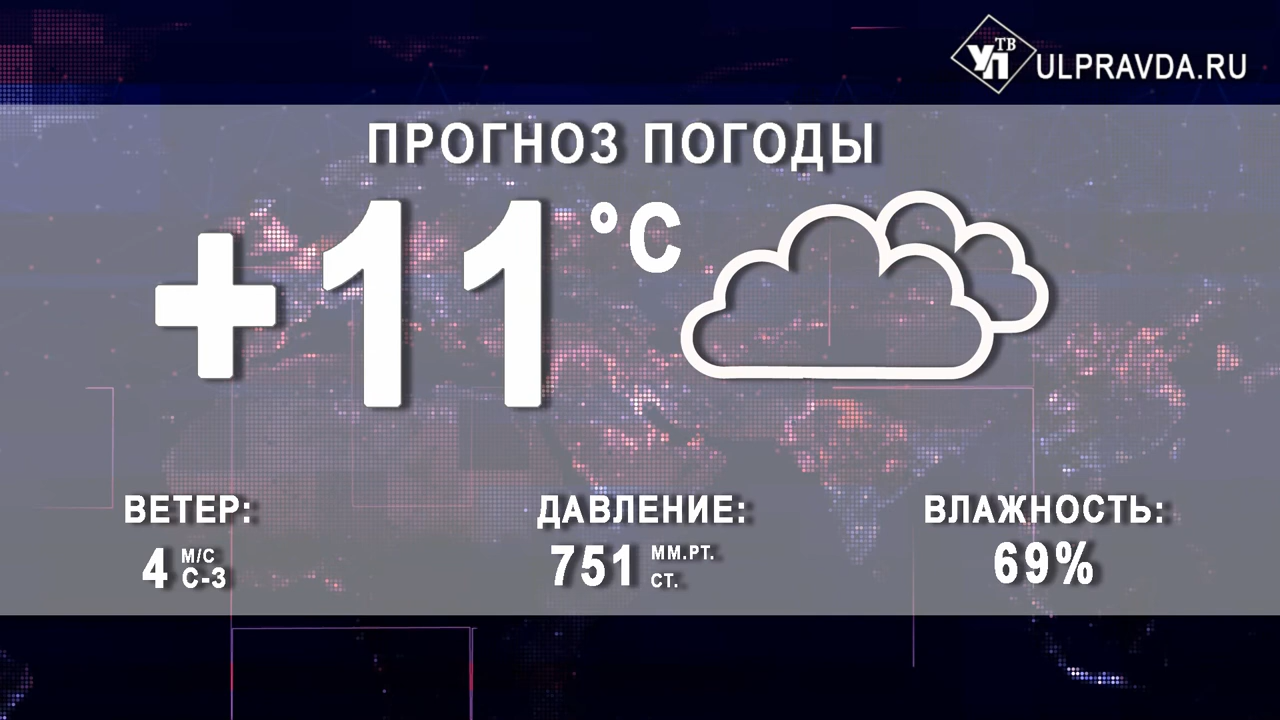 УП ТВ ULPRAVDA.RU
ПРОГНОЗ ПОГОДЫ
+11 °C
ВЕТЕР:
4 М/С
С-З
ДАВЛЕНИЕ:
751 ММ.РТ.
СТ.
ВЛАЖНОСТЬ:
69%